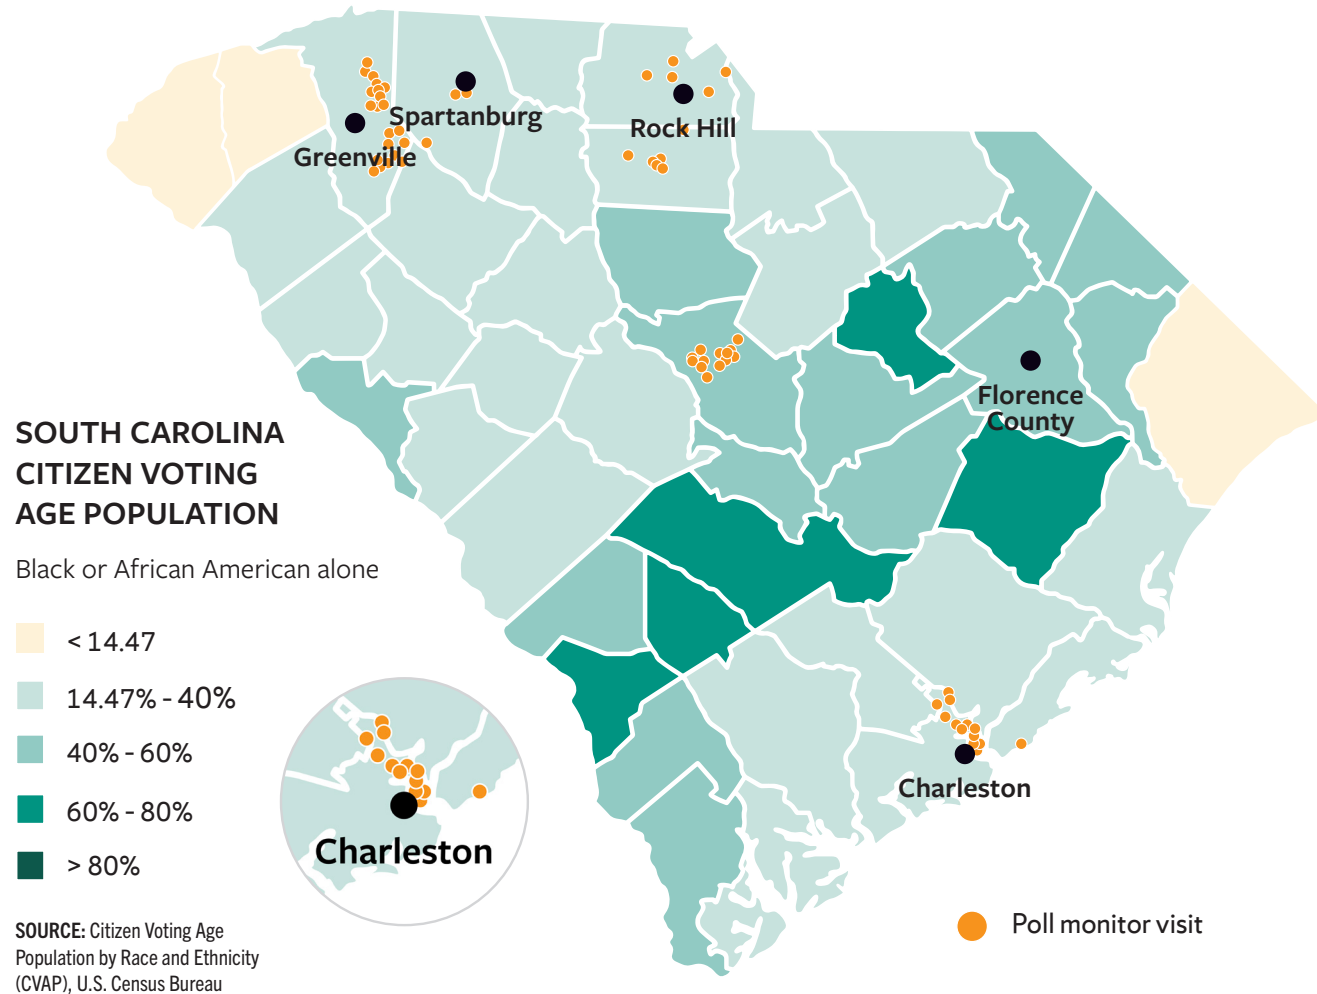 Spartanburg
Rock Hill
Greenville
Florence
County
SOUTH CAROLINA
CITIZEN VOTING
AGE POPULATION
Black or African American alone
< 14.47
14.47% - 40%
40% - 60%
60% - 80%
> 80%
Charleston
Charleston
Poll monitor visit
SOURCE: Citizen Voting Age
Population by Race and Ethnicity
(CVAP), U.S. Census Bureau